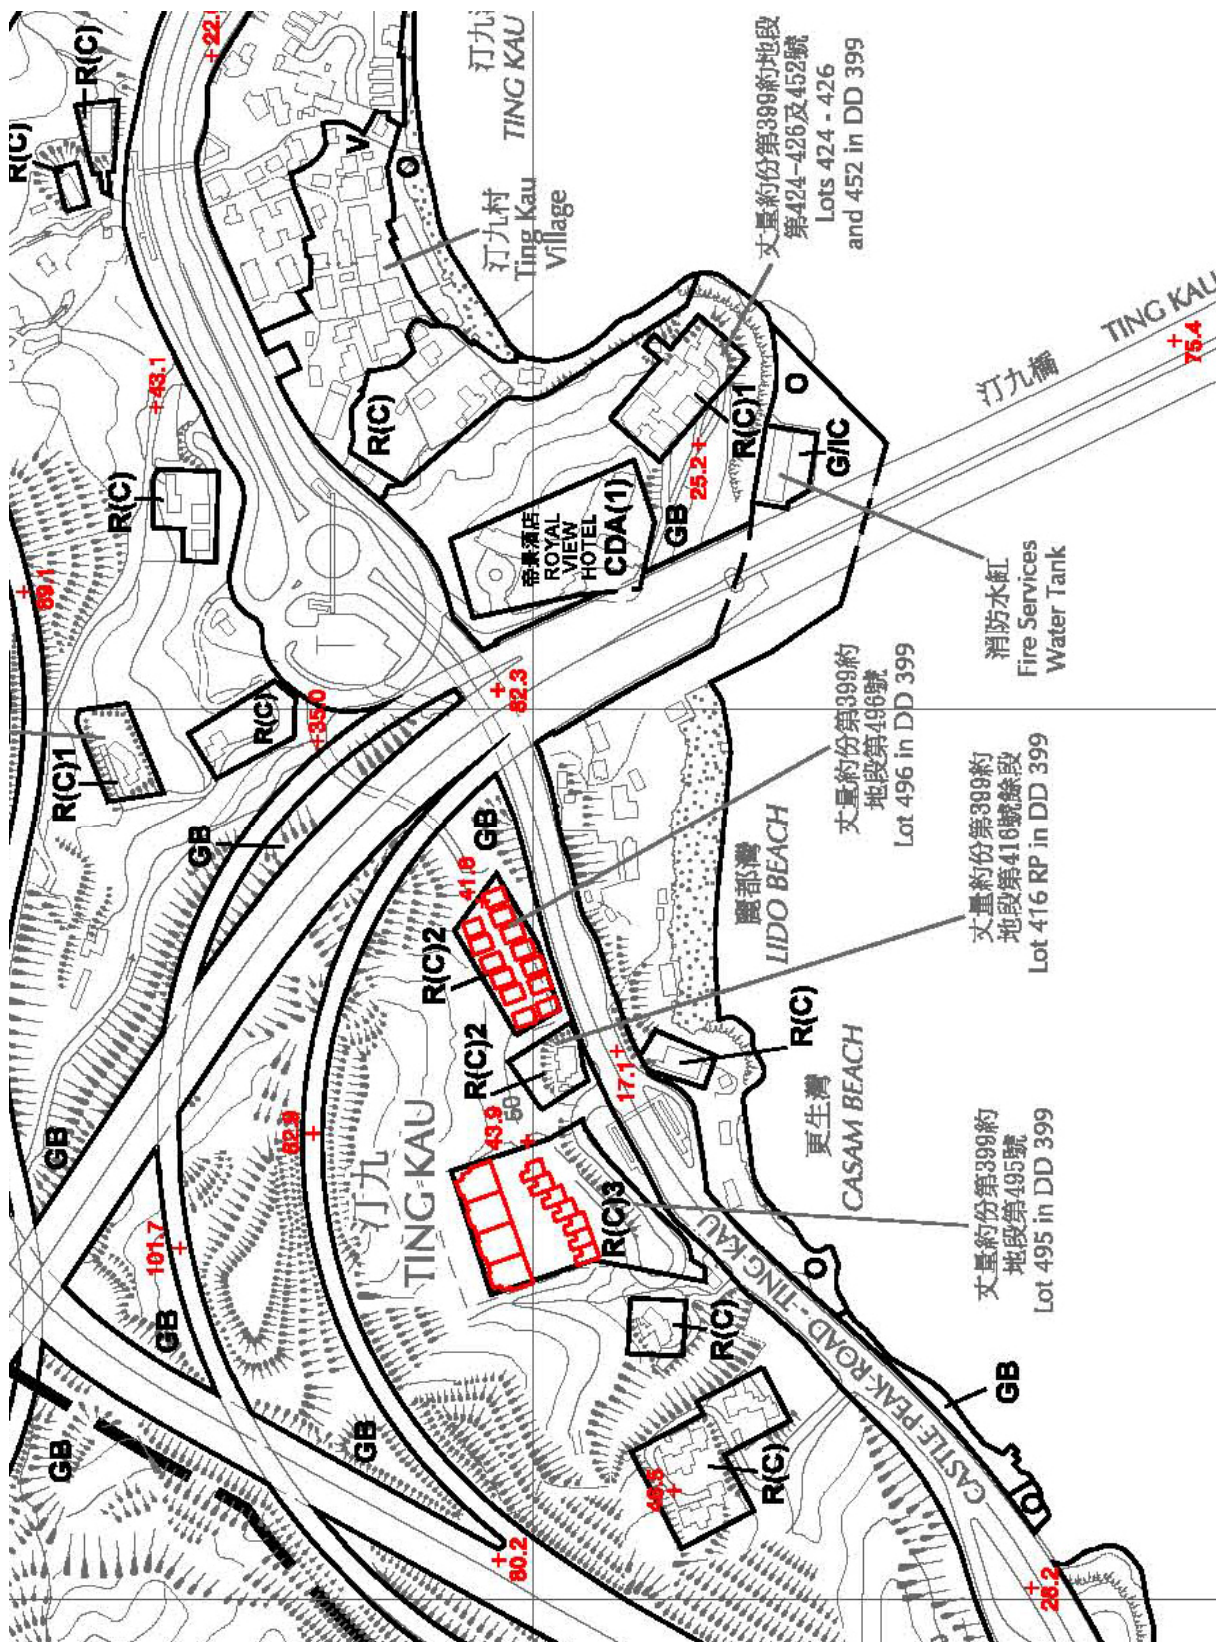 R(C)
R(C)
汀九
TING KAU
V
O
汀九村
Ting Kau
Village
丈量約份第399約地段
第424-426及452號
Lots 424 - 426
and 452 in DD 399
+43.1
R(C)
R(C)
R(C)1
25.2+
O
G/IC
汀九橋
TING KAU
+75.4
帝景酒店
ROYAL
VIEW
HOTEL
CDA(1)
GB
消防水缸
Fire Services
Water Tank
R(C)1
R(C)
+35.0
+82.3
GB
GB
41.6
R(C)2
丈量約份第399約
地段第496號
Lot 496 in DD 399
麗都灣
LIDO BEACH
R(C)2
丈量約份第399約
地段第416號餘段
Lot 416 RP in DD 399
17.1+
R(C)
更生灣
CASAM BEACH
GB
62.9
汀九
TING KAU
43.9
50
R(C)3
丈量約份第399約
地段第495號
Lot 495 in DD 399
101.7
GB
R(C)
O
CASTLE PEAK ROAD - TING KAU
GB
GB
GB
R(C)
O
+80.2
+26.2